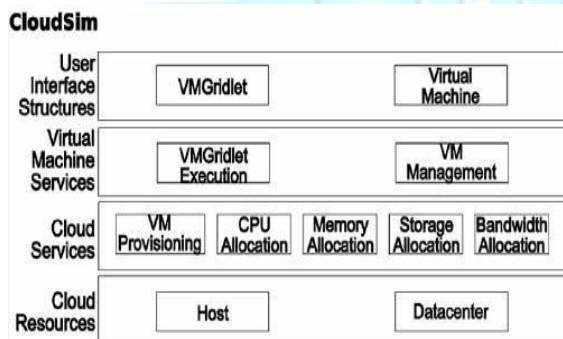 CloudSim
User
Interface
Structures
VMGridlet
Virtual
Machine
Virtual
Machine
Services
VMGridlet
Execution
VM
Management
Cloud
Services
VM
Provisioning
CPU
Allocation
Memory
Allocation
Storage
Allocation
Bandwidth
Allocation
Cloud
Resources
Host
Datacenter